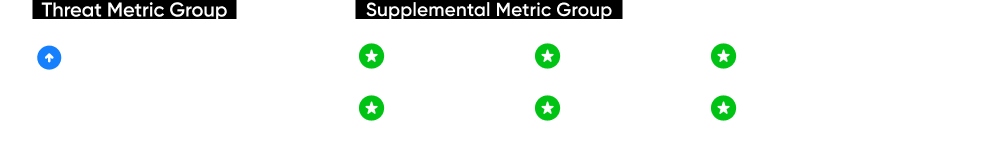 Threat Metric Group
Supplemental Metric Group